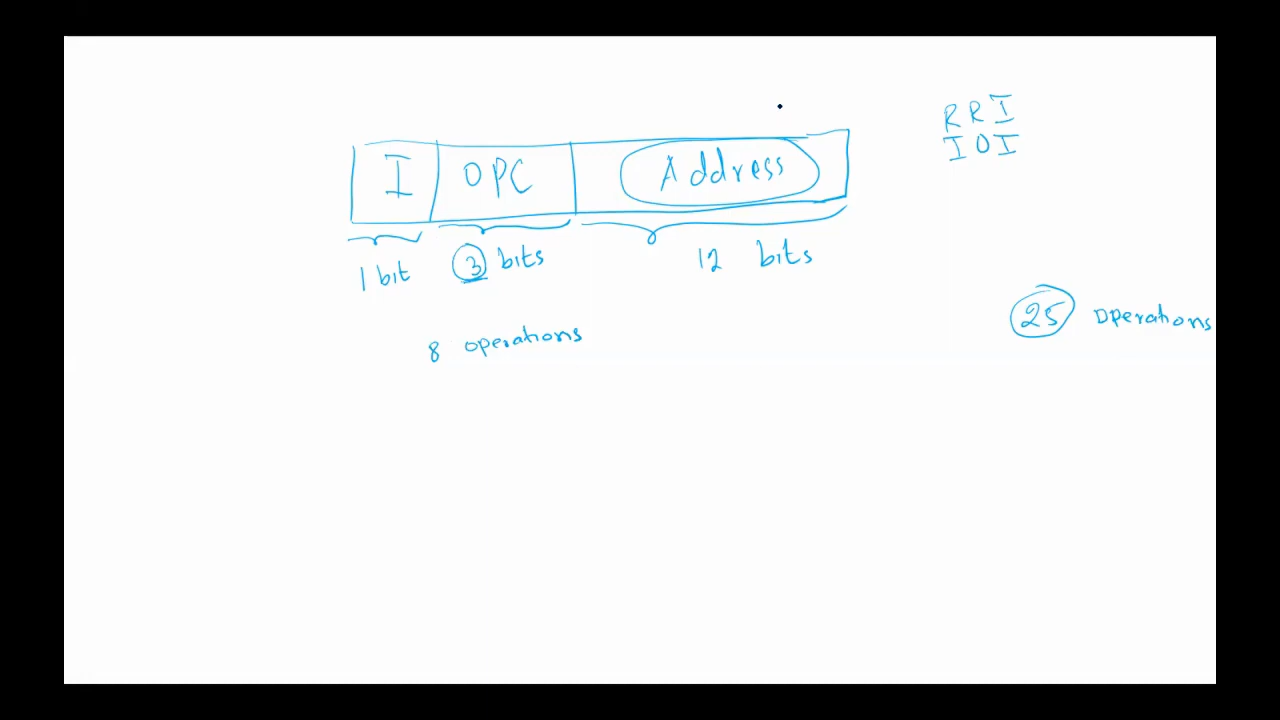 RRI
IOI
I OPC Address
1 bit 3 bits 12 bits
25 operations
8 operations